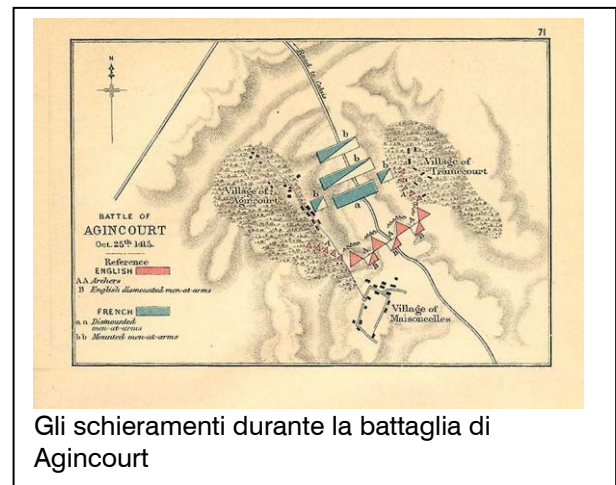 71
N
Road to Calais
b
b
b
b
a
Village of Tramecourt
Village of Agincourt
BATTLE OF
AGINCOURT
Oct. 25th 1415.
Reference
ENGLISH
A A Archers
B English dismounted men-at-arms
FRENCH
a a Dismounted
men-at-arms
b b Mounted men-at-arms
A
A
A
B
B
B
Village of
Maisoncelles
Gli schieramenti durante la battaglia di
Agincourt